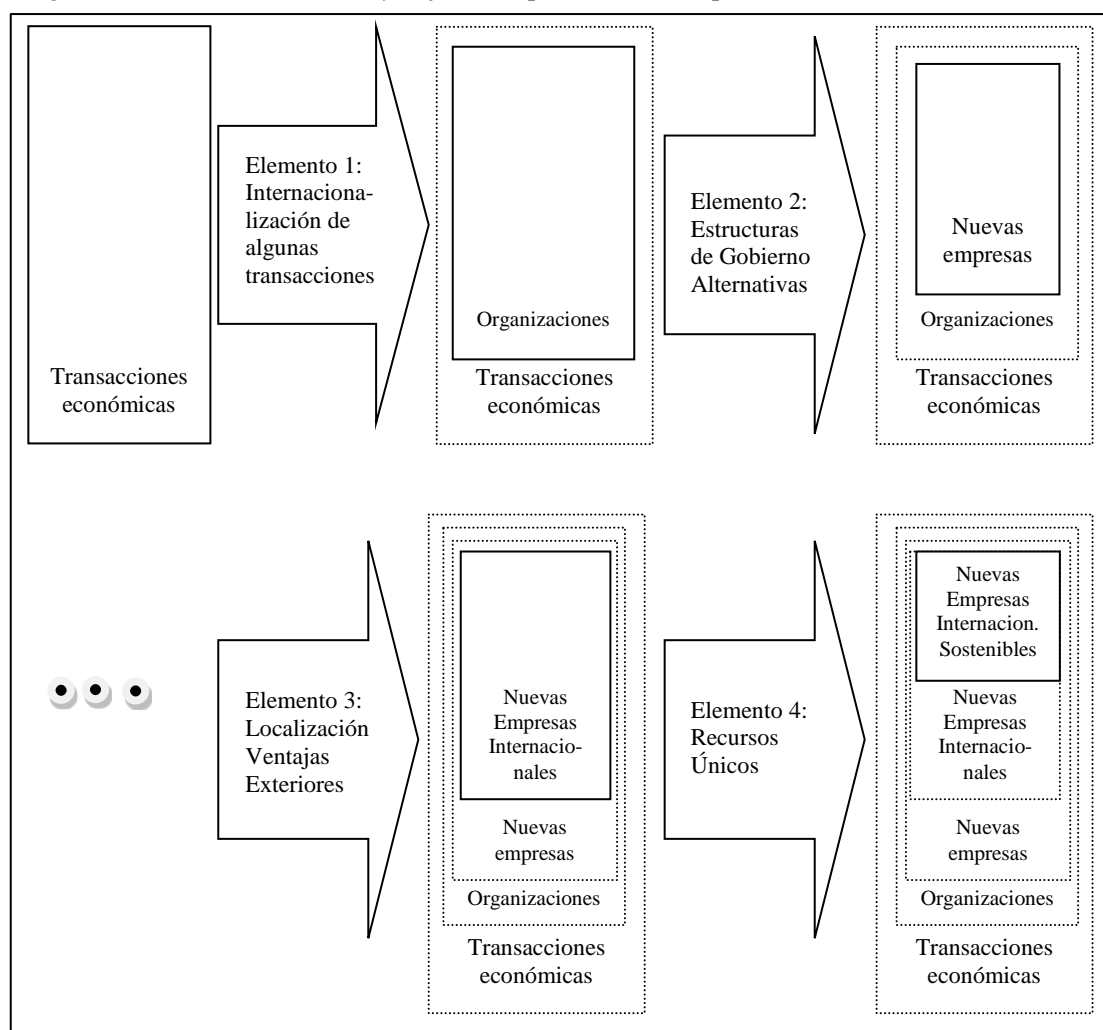 Transacciones
económicas
Elemento 1:
Internaciona-
lización de
algunas
transacciones
Organizaciones
Transacciones
económicas
Elemento 2:
Estructuras
de Gobierno
Alternativas
Nuevas
empresas
Organizaciones
Transacciones
económicas
Elemento 3:
Localización
Ventajas
Exteriores
Nuevas
Empresas
Internacio-
nales
Nuevas
empresas
Organizaciones
Transacciones
económicas
Elemento 4:
Recursos
Únicos
Nuevas
Empresas
Internacion.
Sostenibles
Nuevas
Empresas
Internacio-
nales
Nuevas
empresas
Organizaciones
Transacciones
económicas